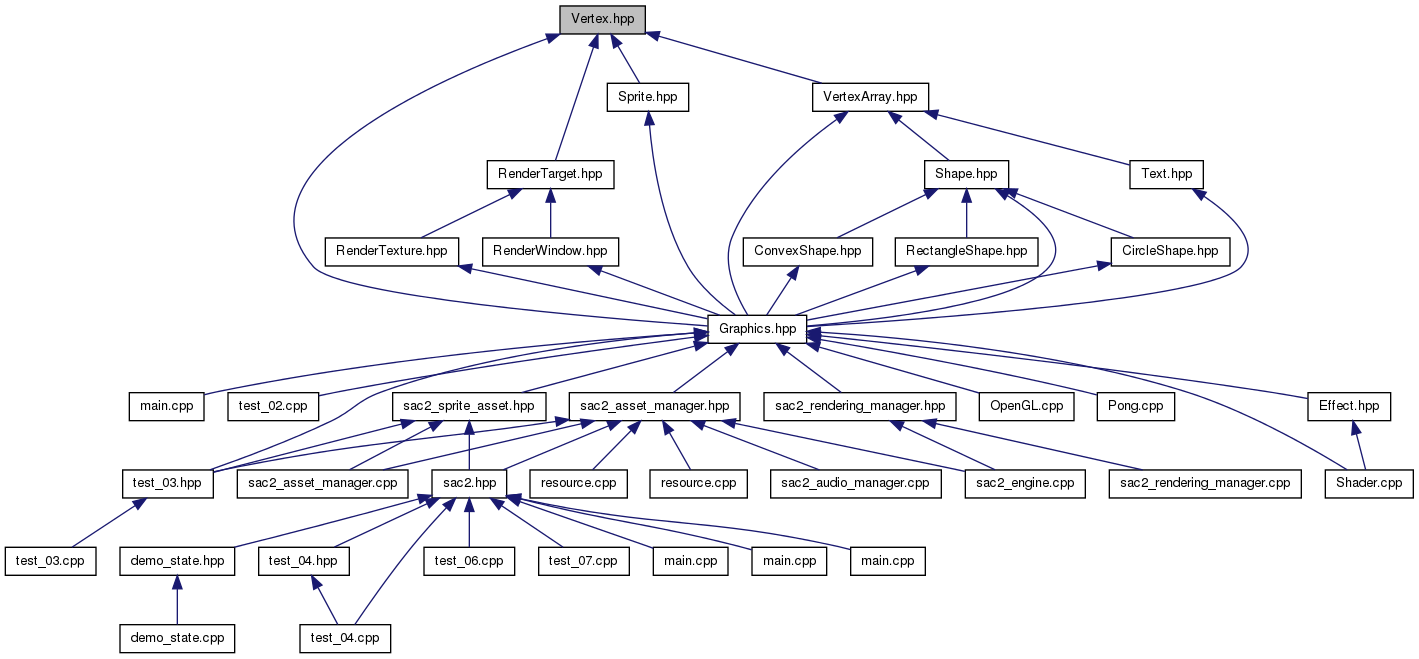 Vertex.hpp
Sprite.hpp
VertexArray.hpp
RenderTarget.hpp
Shape.hpp
Text.hpp
RenderTexture.hpp
RenderWindow.hpp
ConvexShape.hpp
RectangleShape.hpp
CircleShape.hpp
Graphics.hpp
main.cpp
test_02.cpp
sac2_sprite_asset.hpp
sac2_asset_manager.hpp
sac2_rendering_manager.hpp
OpenGL.cpp
Pong.cpp
Effect.hpp
test_03.hpp
sac2_asset_manager.cpp
sac2.hpp
resource.cpp
resource.cpp
sac2_audio_manager.cpp
sac2_engine.cpp
sac2_rendering_manager.cpp
Shader.cpp
test_03.cpp
demo_state.hpp
test_04.hpp
test_06.cpp
test_07.cpp
main.cpp
main.cpp
main.cpp
demo_state.cpp
test_04.cpp